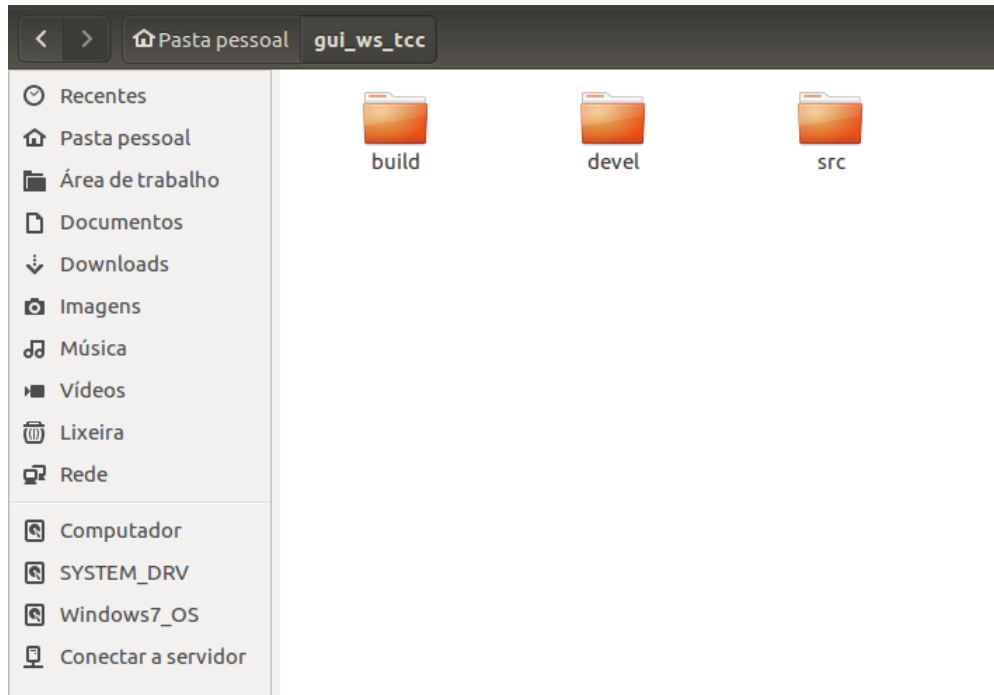 Pasta pessoal gui_ws_tcc
Recentes
Pasta pessoal
Área de trabalho
Documentos
Downloads
Imagens
Música
Vídeos
Lixeira
Rede
Computador
SYSTEM_DRV
Windows7_OS
Conectar a servidor
build devel src